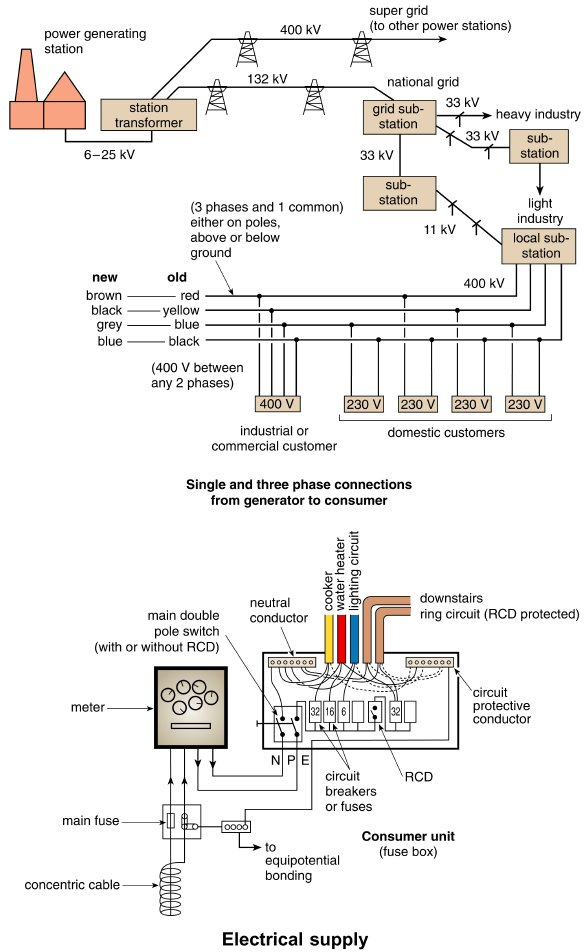 super grid
(to other power stations)
400 kV
power generating
station
132 kV
national grid
station
transformer
grid sub-
station
33 kV
heavy industry
33 kV
sub-
station
6–25 kV
33 kV
sub-
station
light
industry
11 kV
local sub-
station
(3 phases and 1 common)
either on poles,
above or below
ground
400 kV
new
old
brown
red
black
yellow
grey
blue
blue
black
(400 V between
any 2 phases)
400 V
230 V
230 V
230 V
230 V
industrial or
commercial customer
domestic customers
Single and three phase connections
from generator to consumer
cooker
water heater
lighting circuit
downstairs
ring circuit (RCD protected)
neutral
conductor
main double
pole switch
(with or without RCD)
meter
circuit
protective
conductor
32
16
6
32
N P E
circuit
breakers
or fuses
RCD
main fuse
Consumer unit
(fuse box)
to
equipotential
bonding
concentric cable
Electrical supply